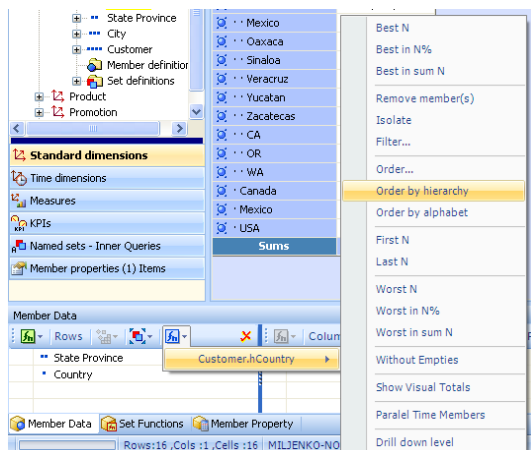 State Province
City
Customer
Member definition
Set definitions
Product
Promotion
Standard dimensions
Time dimensions
Measures
KPIs
Named sets - Inner Queries
Member properties (1) Items
Mexico
Oaxaca
Sinaloa
Veracruz
Yucatan
Zacatecas
CA
OR
WA
Canada
Mexico
USA
Sums
Best N
Best in N%
Best in sum N
Remove member(s)
Isolate
Filter...
Order...
Order by hierarchy
Order by alphabet
First N
Last N
Worst N
Worst in N%
Worst in sum N
Without Empties
Show Visual Totals
Paralel Time Members
Drill down level
Member Data
Rows
Colum
State Province
Country
Customer.hCountry
Member Data
Set Functions
Member Property
Rows:16 ,Cols :1 ,Cells :16
MILJENKO-NO